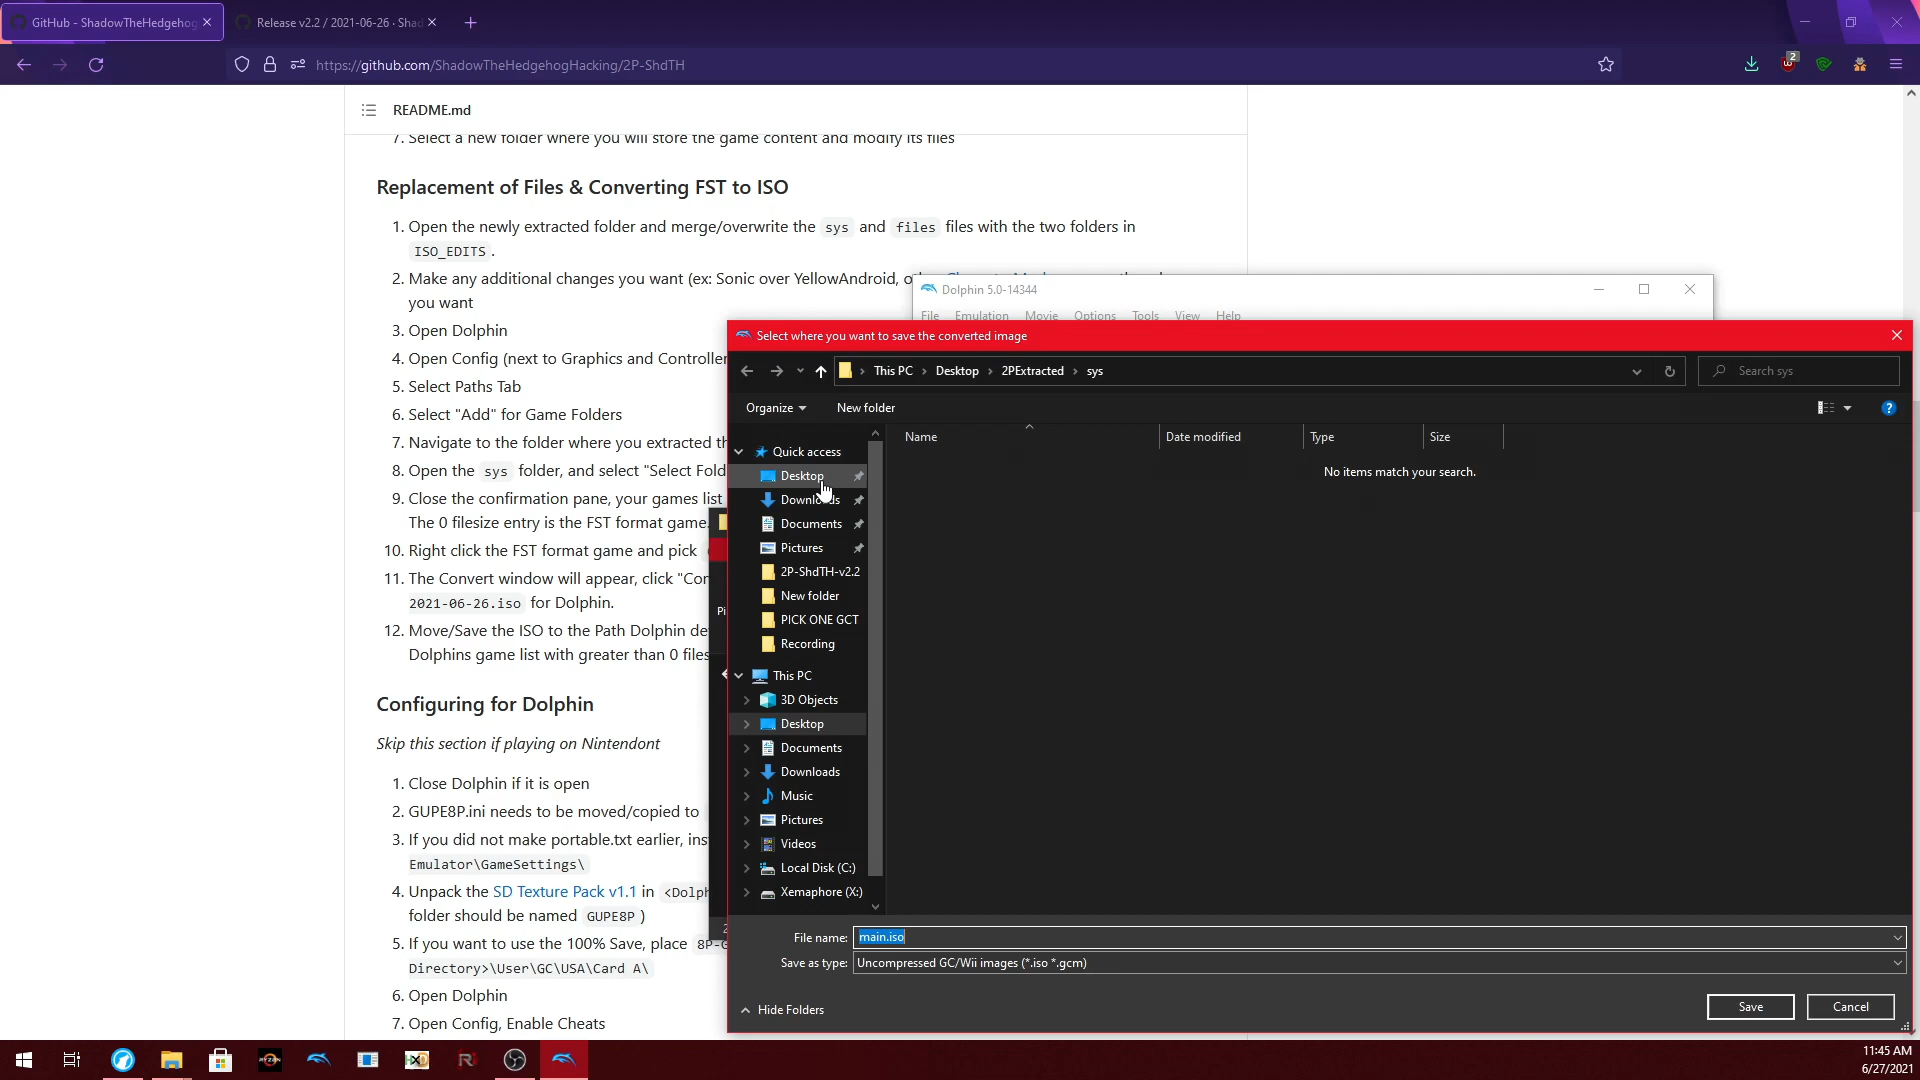 GitHub - ShadowTheHedgehog
Release v2.2 / 2021-06-26 · Shad
https://github.com/ShadowTheHedgehogHacking/2P-ShdTH
2
README.md
7. Select a new folder where you will store the game content and modify its files
Replacement of Files & Converting FST to ISO
1. Open the newly extracted folder and merge/overwrite the sys and files files with the two folders in
ISO_EDITS .
2. Make any additional changes you want (ex: Sonic over YellowAndroid, o
you want
3. Open Dolphin
4. Open Config (next to Graphics and Controller
5. Select Paths Tab
6. Select "Add" for Game Folders
7. Navigate to the folder where you extracted th
8. Open the sys folder, and select "Select Fold
9. Close the confirmation pane, your games list
The 0 filesize entry is the FST format game.
10. Right click the FST format game and pick
11. The Convert window will appear, click "Con
2021-06-26.iso for Dolphin.
12. Move/Save the ISO to the Path Dolphin de
Dolphins game list with greater than 0 files
Configuring for Dolphin
Skip this section if playing on Nintendont
1. Close Dolphin if it is open
2. GUPE8P.ini needs to be moved/copied to
3. If you did not make portable.txt earlier, ins
Emulator\GameSettings\
4. Unpack the SD Texture Pack v1.1 in <Dolph
folder should be named GUPE8P )
5. If you want to use the 100% Save, place 8P-G
Directory>\User\GC\USA\Card A\
6. Open Dolphin
7. Open Config, Enable Cheats
Dolphin 5.0-14344
File Emulation Movie Options Tools View Help
Select where you want to save the converted image
This PC > Desktop > 2PExtracted > sys
Search sys
Organize
New folder
Name
Date modified
Type
Size
No items match your search.
Quick access
Desktop
Downloads
Documents
Pictures
2P-ShdTH-v2.2
New folder
PICK ONE GCT
Recording
This PC
3D Objects
Desktop
Documents
Downloads
Music
Pictures
Videos
Local Disk (C:)
Xemaphore (X:)
File name: main.iso
Save as type: Uncompressed GC/Wii images (*.iso *.gcm)
Hide Folders
Save
Cancel
RYZEN
HXD
11:45 AM
6/27/2021